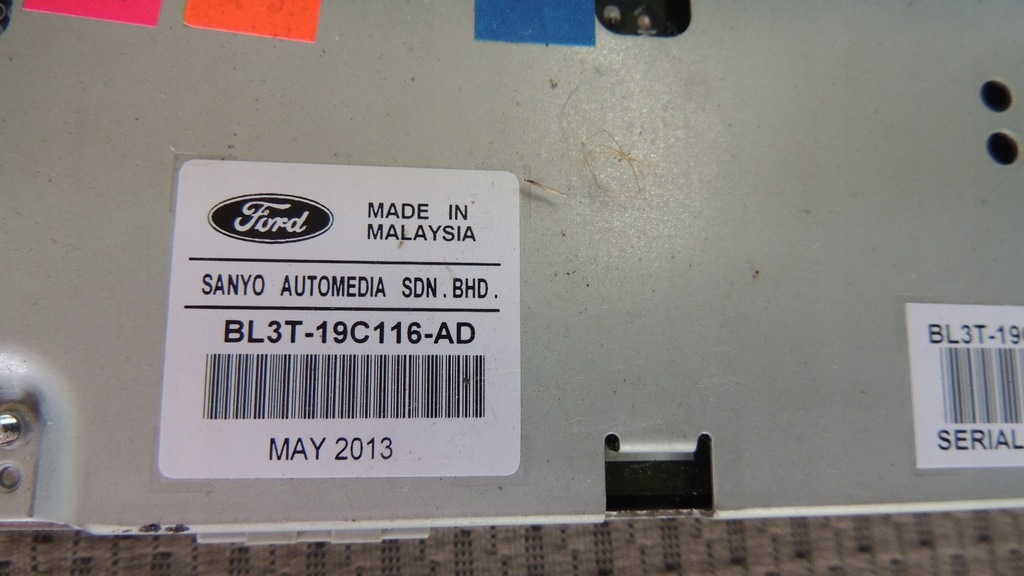 Ford
MADE IN
MALAYSIA
SANYO AUTOMEDIA SDN. BHD.
BL3T-19C116-AD
MAY 2013
BL3T-19
SERIAL